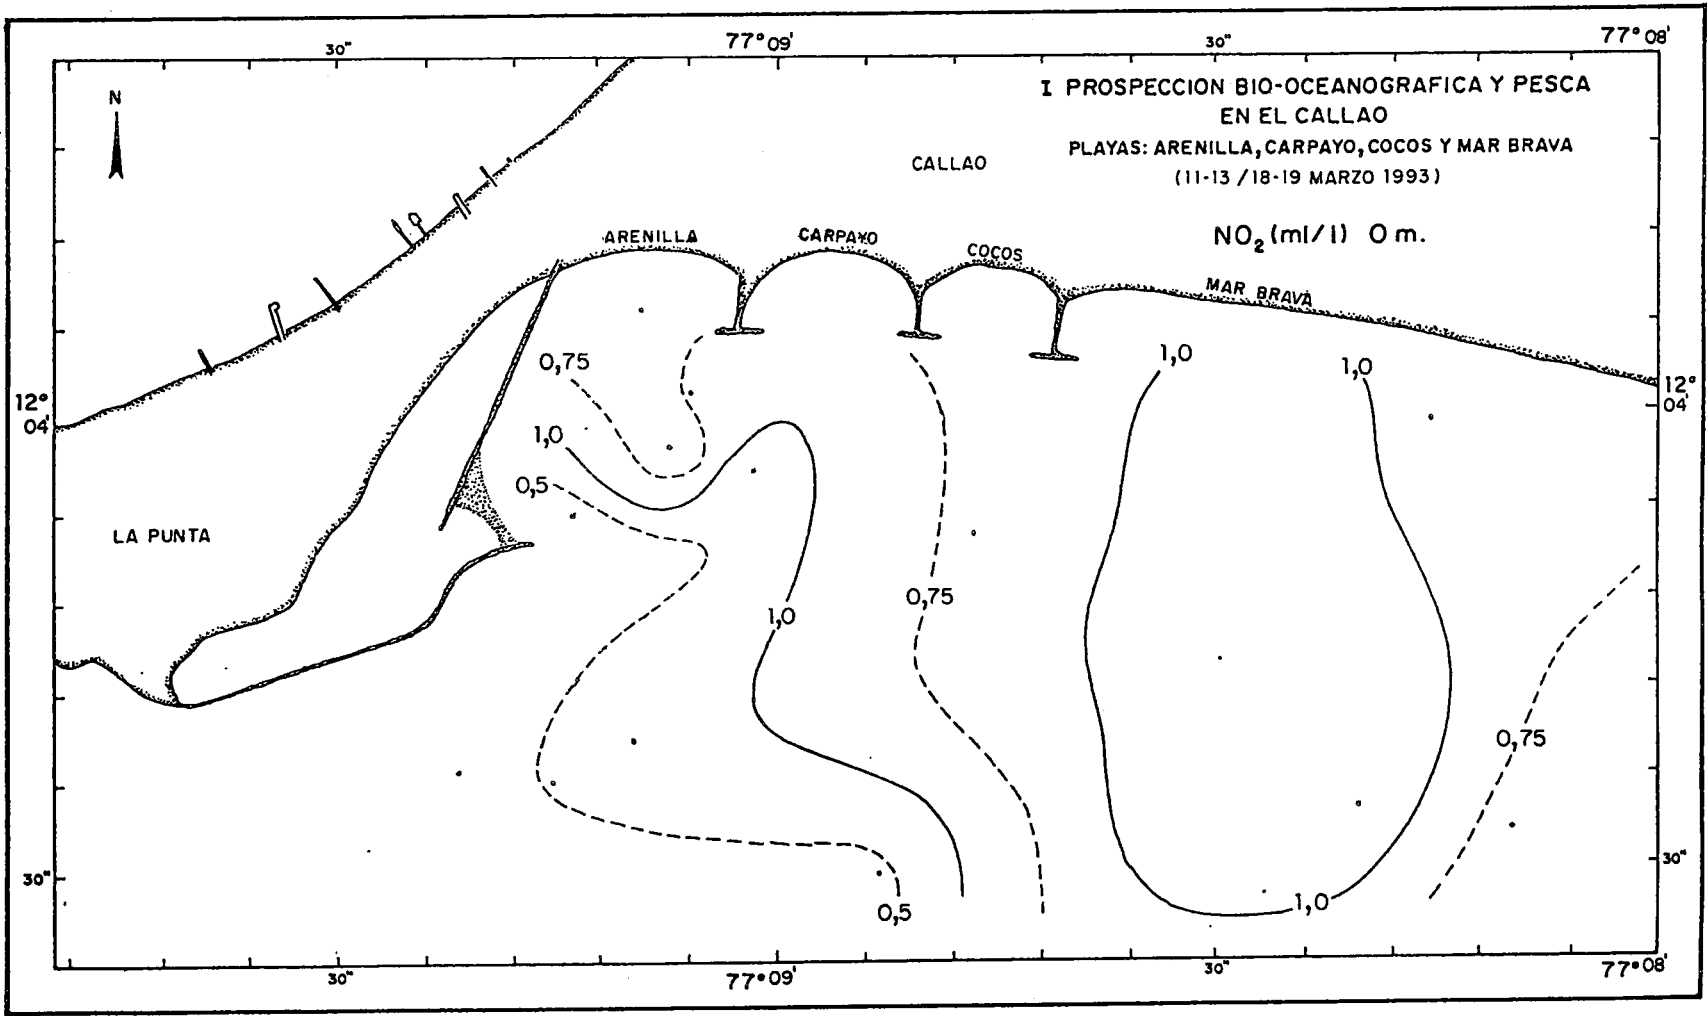 30"
77°09'
30"
77°08'
N
I PROSPECCION BIO-OCEANOGRAFICA Y PESCA
EN EL CALLAO
PLAYAS: ARENILLA, CARPAYO, COCOS Y MAR BRAVA
(11-13 / 18-19 MARZO 1993)
CALLAO
NO₂ (ml/l) 0 m.
ARENILLA
CARPAYO
COCOS
MAR BRAVA
0,75
1,0
1,0
12°
04'
12°
04'
1,0
0,5
LA PUNTA
0,75
1,0
0,75
30"
30"
1,0
0,5
30"
77°09'
30"
77°08'